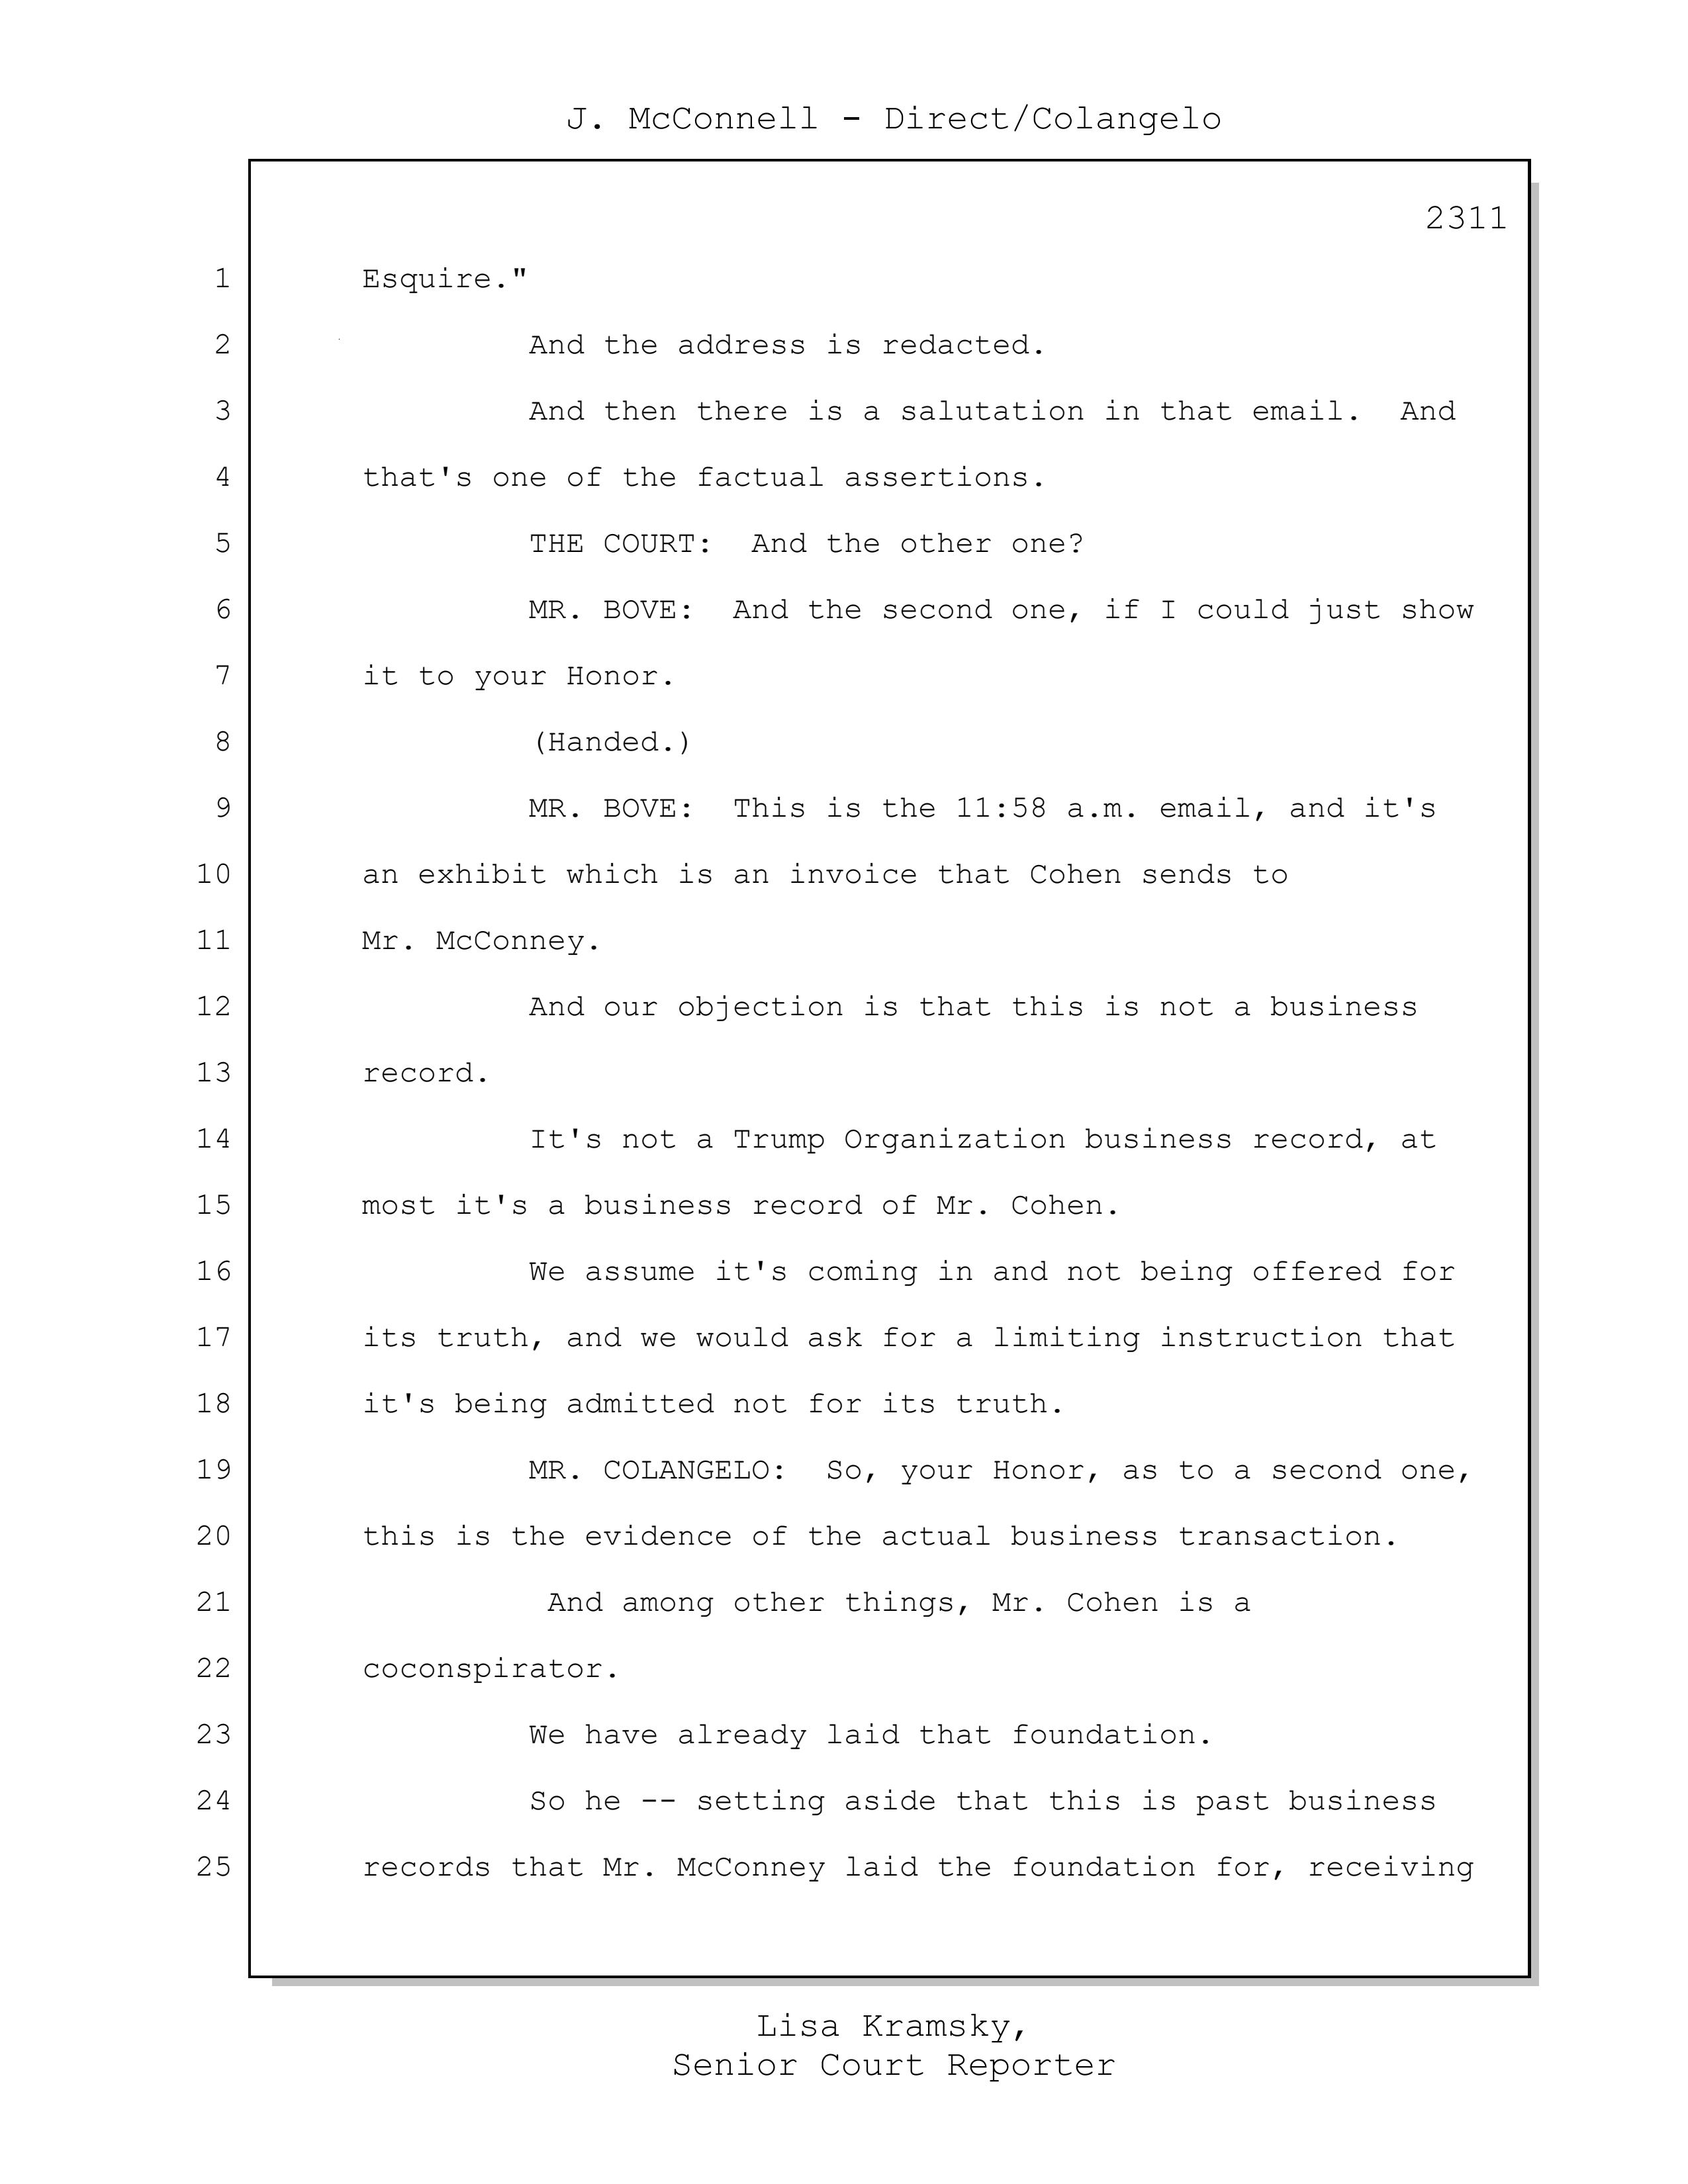 J. McConnell - Direct/Colangelo
2311
1 Esquire."
2 And the address is redacted.
3 And then there is a salutation in that email. And
4 that's one of the factual assertions.
5 THE COURT: And the other one?
6 MR. BOVE: And the second one, if I could just show
7 it to your Honor.
8 (Handed.)
9 MR. BOVE: This is the 11:58 a.m. email, and it's
10 an exhibit which is an invoice that Cohen sends to
11 Mr. McConney.
12 And our objection is that this is not a business
13 record.
14 It's not a Trump Organization business record, at
15 most it's a business record of Mr. Cohen.
16 We assume it's coming in and not being offered for
17 its truth, and we would ask for a limiting instruction that
18 it's being admitted not for its truth.
19 MR. COLANGELO: So, your Honor, as to a second one,
20 this is the evidence of the actual business transaction.
21 And among other things, Mr. Cohen is a
22 coconspirator.
23 We have already laid that foundation.
24 So he -- setting aside that this is past business
25 records that Mr. McConney laid the foundation for, receiving
Lisa Kramsky,
Senior Court Reporter